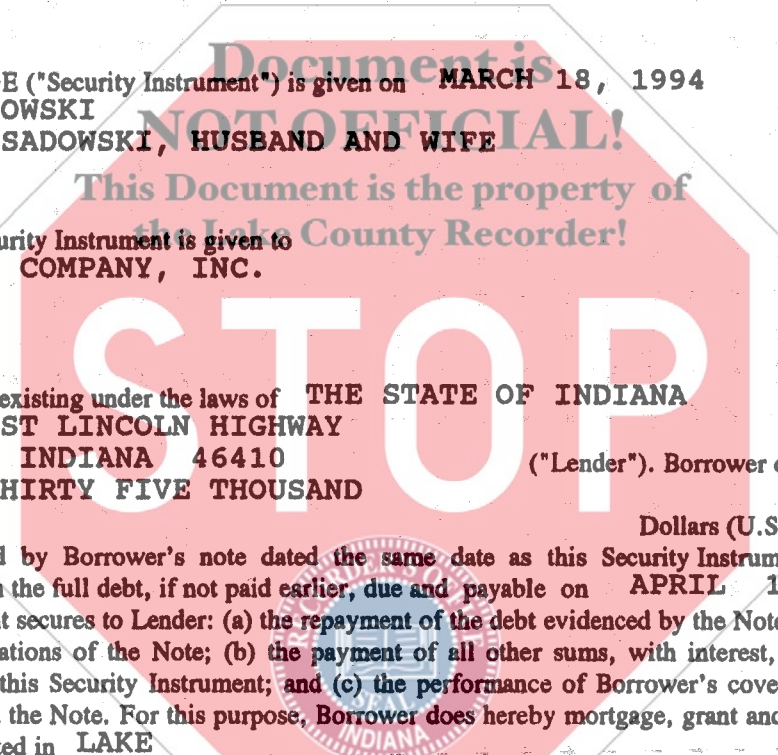 Document is
E ("Security Instrument") is given on MARCH 18, 1994
OWSKI
NOT OFFICIAL!
SADOWSKI, HUSBAND AND WIFE
This Document is the property of
the Lake County Recorder!
urity Instrument is given to
COMPANY, INC.
STOP
existing under the laws of THE STATE OF INDIANA
ST LINCOLN HIGHWAY
INDIANA 46410 ("Lender"). Borrower
HIRTY FIVE THOUSAND
Dollars (U.S
d by Borrower's note dated the same date as this Security Instrum
the full debt, if not paid earlier, due and payable on APRIL 1
t secures to Lender: (a) the repayment of the debt evidenced by the Note
ations of the Note; (b) the payment of all other sums, with interest,
this Security Instrument; and (c) the performance of Borrower's cove
the Note. For this purpose, Borrower does hereby mortgage, grant and
ted in LAKE
SEAL
INDIANA